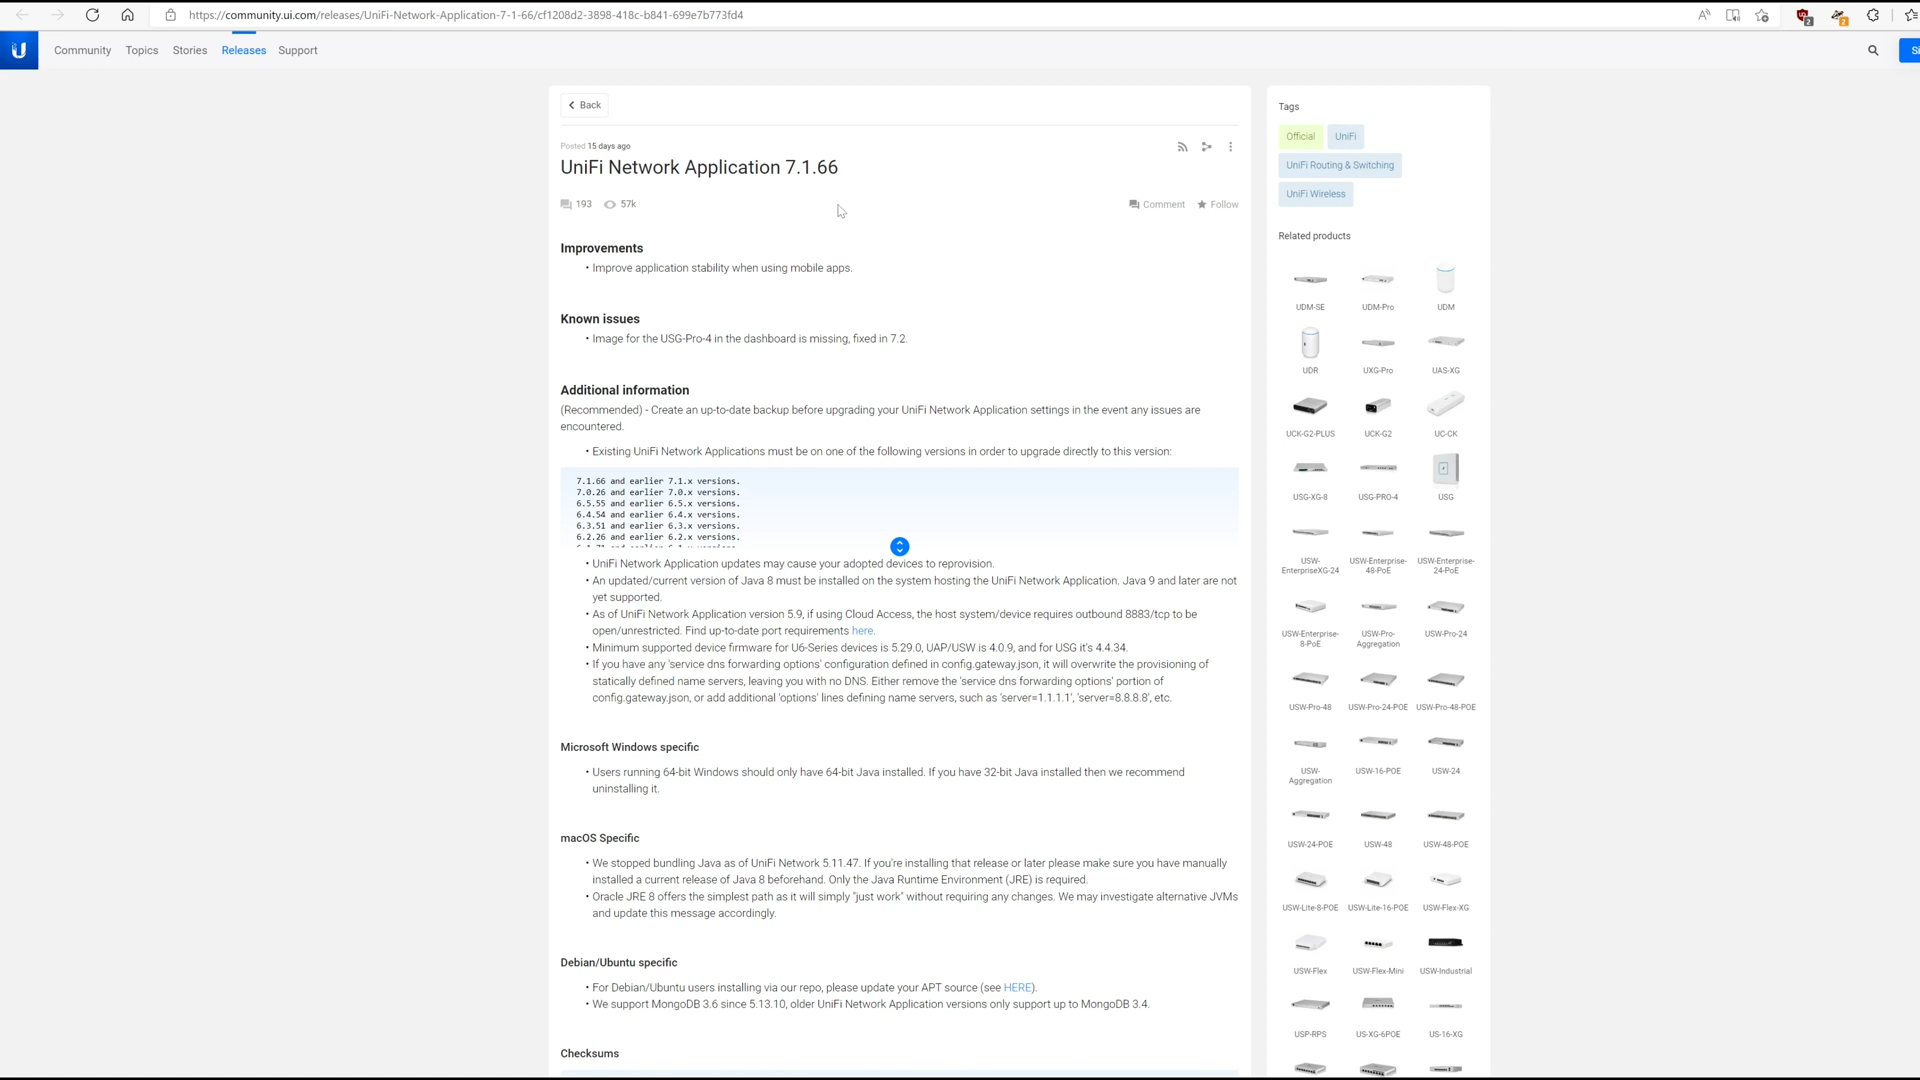 https://community.ui.com/releases/UniFi-Network-Application-7-1-66/cf1208d2-3898-418c-b841-699e7b773fd4
2
2
Community Topics Stories Releases Support
Back
Posted 15 days ago
UniFi Network Application 7.1.66
193 57k
Comment Follow
Improvements
• Improve application stability when using mobile apps.
Known issues
• Image for the USG-Pro-4 in the dashboard is missing, fixed in 7.2.
Additional information
(Recommended) - Create an up-to-date backup before upgrading your UniFi Network Application settings in the event any issues are
encountered.
• Existing UniFi Network Applications must be on one of the following versions in order to upgrade directly to this version:
7.1.66 and earlier 7.1.x versions.
7.0.26 and earlier 7.0.x versions.
6.5.55 and earlier 6.5.x versions.
6.4.54 and earlier 6.4.x versions.
6.3.51 and earlier 6.3.x versions.
6.2.26 and earlier 6.2.x versions.
• UniFi Network Application updates may cause your adopted devices to reprovision.
• An updated/current version of Java 8 must be installed on the system hosting the UniFi Network Application. Java 9 and later are not
yet supported.
• As of UniFi Network Application version 5.9, if using Cloud Access, the host system/device requires outbound 8883/tcp to be
open/unrestricted. Find up-to-date port requirements here.
• Minimum supported device firmware for U6-Series devices is 5.29.0, UAP/USW is 4.0.9, and for USG it's 4.4.34.
• If you have any 'service dns forwarding options' configuration defined in config.gateway.json, it will overwrite the provisioning of
statically defined name servers, leaving you with no DNS. Either remove the 'service dns forwarding options' portion of
config.gateway.json, or add additional 'options' lines defining name servers, such as 'server=1.1.1.1', 'server=8.8.8.8', etc.
Microsoft Windows specific
• Users running 64-bit Windows should only have 64-bit Java installed. If you have 32-bit Java installed then we recommend
uninstalling it.
macOS Specific
• We stopped bundling Java as of UniFi Network 5.11.47. If you're installing that release or later please make sure you have manually
installed a current release of Java 8 beforehand. Only the Java Runtime Environment (JRE) is required.
• Oracle JRE 8 offers the simplest path as it will simply "just work" without requiring any changes. We may investigate alternative JVMs
and update this message accordingly.
Debian/Ubuntu specific
• For Debian/Ubuntu users installing via our repo, please update your APT source (see HERE).
• We support MongoDB 3.6 since 5.13.10, older UniFi Network Application versions only support up to MongoDB 3.4.
Checksums
Tags
Official UniFi
UniFi Routing & Switching
UniFi Wireless
Related products
UDM-SE UDM-Pro UDM
UDR UXG-Pro UAS-XG
UCK-G2-PLUS UCK-G2 UC-CK
USG-XG-8 USG-PRO-4 USG
USW-
EnterpriseXG-24
USW-Enterprise-
48-PoE
USW-Enterprise-
24-PoE
USW-Enterprise-
8-PoE
USW-Pro-
Aggregation
USW-Pro-24
USW-Pro-48 USW-Pro-24-POE USW-Pro-48-POE
USW-
Aggregation
USW-16-POE USW-24
USW-24-POE USW-48 USW-48-POE
USW-Lite-8-POE USW-Lite-16-POE USW-Flex-XG
USW-Flex USW-Flex-Mini USW-Industrial
USP-RPS US-XG-6POE US-16-XG